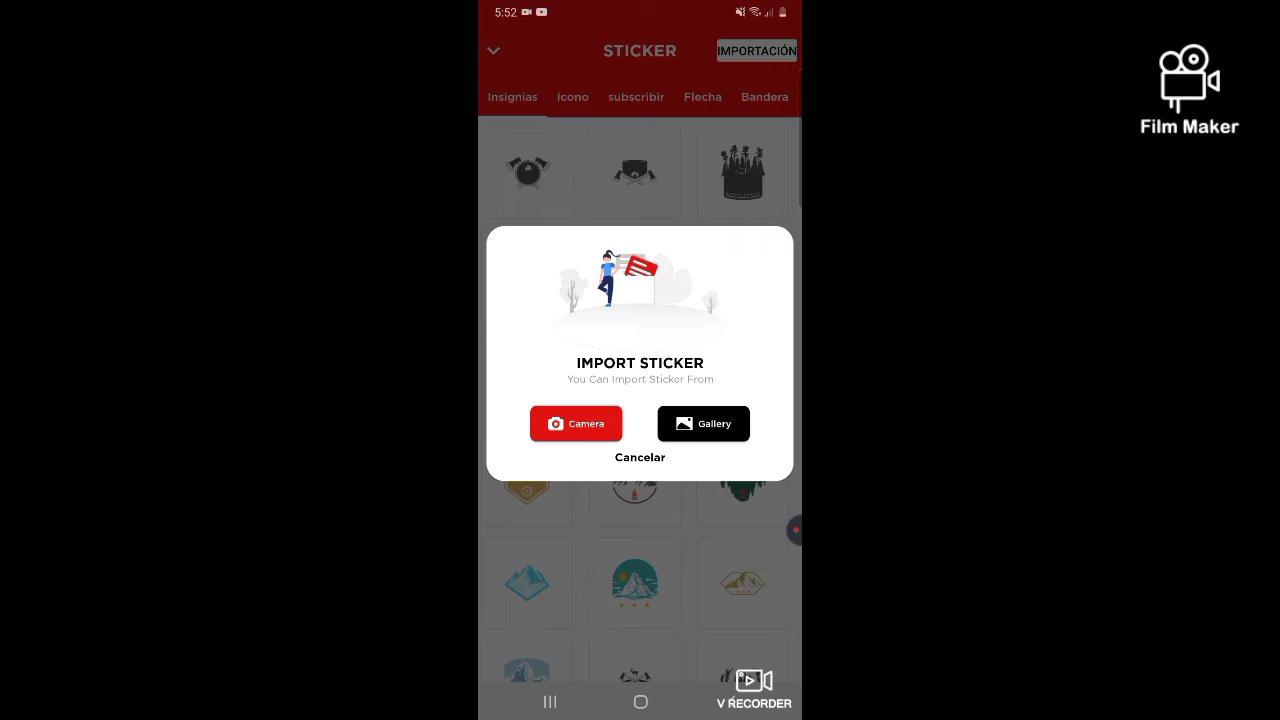 5:52
STICKER
IMPORTACIÓN
Insignias Icono subscribir Flecha Bandera
Film Maker
IMPORT STICKER
You Can Import Sticker From
Camera Gallery
Cancelar
V RECORDER